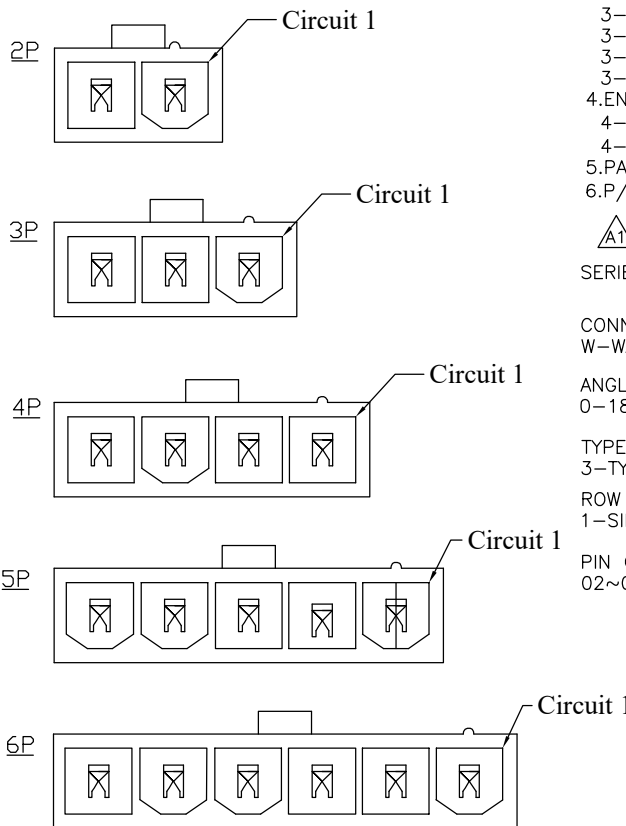 2P
Circuit 1
3P
Circuit 1
4P
Circuit 1
5P
Circuit 1
6P
Circuit 1
3-
3-
3-
3-
4.EN
4-
4-
5.PA
6.P/
A1
SERIE
CONN
W-W
ANGL
0-18
TYPE
3-TY
ROW
1-SI
PIN
02~0